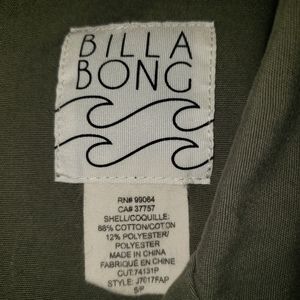 BILLA
BONG
RN# 99064
CA# 37757
SHELL/COQUILLE:
88% COTTON/COTON
12% POLYESTER/
POLYESTER
MADE IN CHINA
FABRIQUÉ EN CHINE
CUT: 74131P
STYLE: J7017FAP
S/P